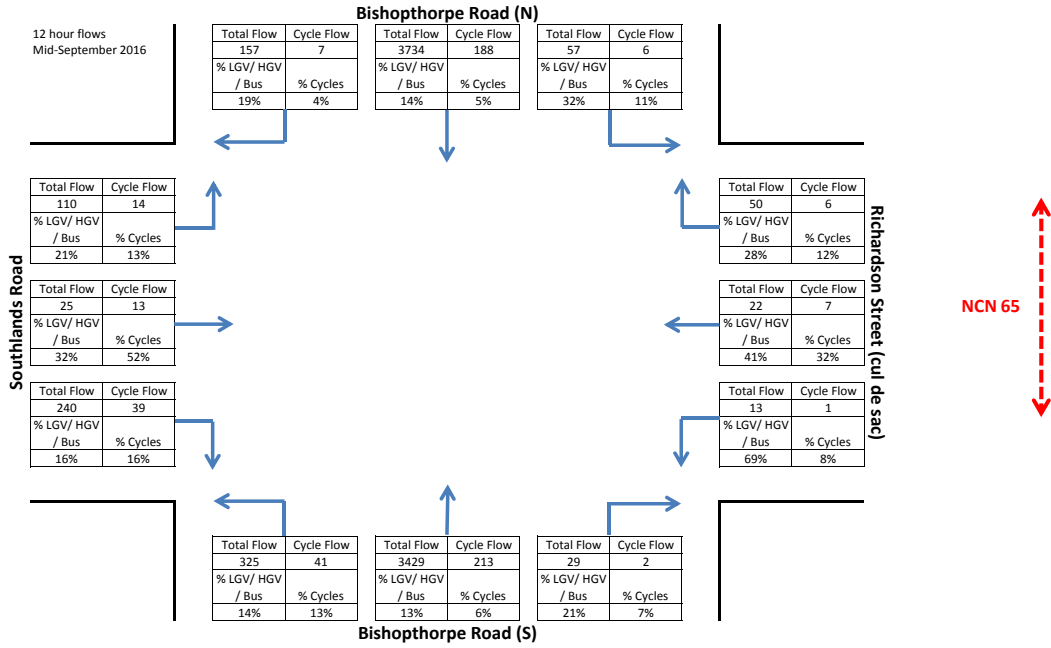 Bishopthorpe Road (N)
12 hour flows
Mid-September 2016
Total Flow Cycle Flow
157 7
% LGV/ HGV
/ Bus % Cycles
19% 4%
Total Flow Cycle Flow
3734 188
% LGV/ HGV
/ Bus % Cycles
14% 5%
Total Flow Cycle Flow
57 6
% LGV/ HGV
/ Bus % Cycles
32% 11%
Southlands Road
Total Flow Cycle Flow
110 14
% LGV/ HGV
/ Bus % Cycles
21% 13%
Total Flow Cycle Flow
25 13
% LGV/ HGV
/ Bus % Cycles
32% 52%
Total Flow Cycle Flow
240 39
% LGV/ HGV
/ Bus % Cycles
16% 16%
Total Flow Cycle Flow
50 6
% LGV/ HGV
/ Bus % Cycles
28% 12%
Total Flow Cycle Flow
22 7
% LGV/ HGV
/ Bus % Cycles
41% 32%
Total Flow Cycle Flow
13 1
% LGV/ HGV
/ Bus % Cycles
69% 8%
Richardson Street (cul de sac)
NCN 65
Total Flow Cycle Flow
325 41
% LGV/ HGV
/ Bus % Cycles
14% 13%
Total Flow Cycle Flow
3429 213
% LGV/ HGV
/ Bus % Cycles
13% 6%
Total Flow Cycle Flow
29 2
% LGV/ HGV
/ Bus % Cycles
21% 7%
Bishopthorpe Road (S)